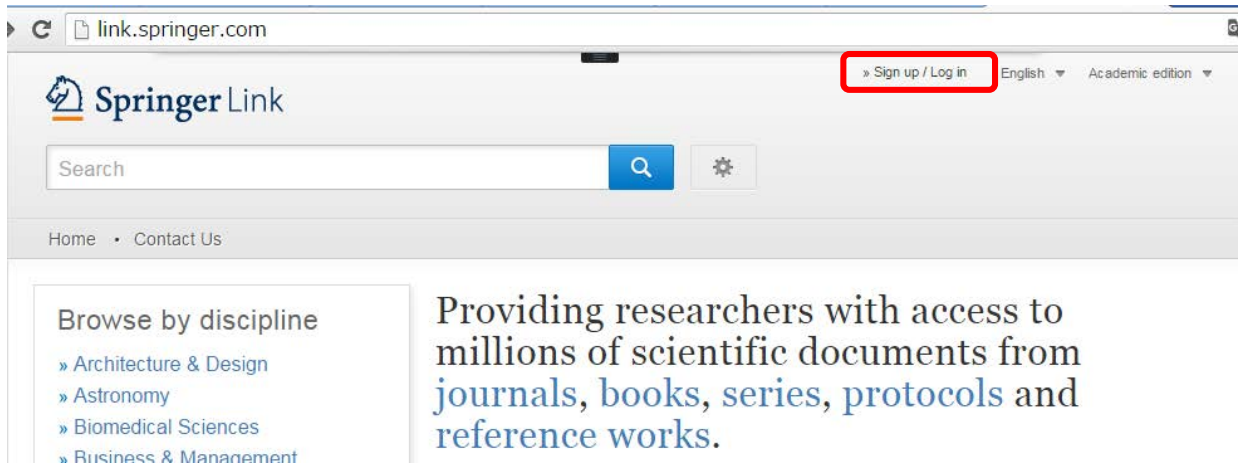 link.springer.com
» Sign up / Log in English Academic edition
Springer Link
Search
Home • Contact Us
Browse by discipline
» Architecture & Design
» Astronomy
» Biomedical Sciences
» Business & Management
Providing researchers with access to
millions of scientific documents from
journals, books, series, protocols and
reference works.